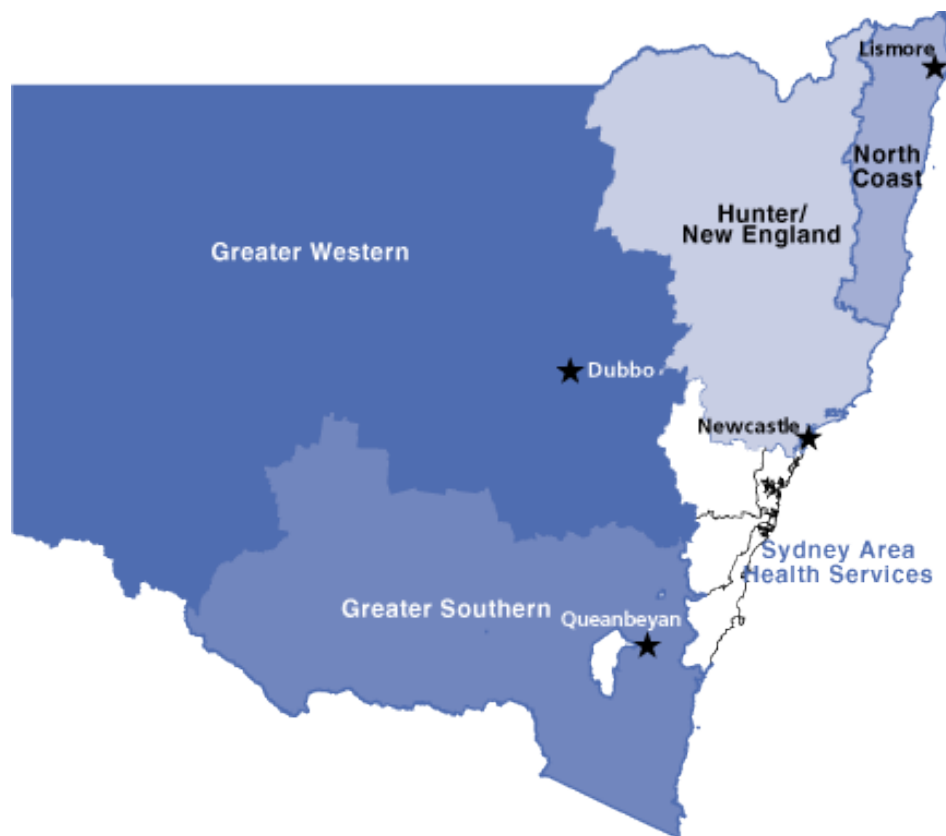 Lismore
North
Coast
Hunter/
New England
Greater Western
Dubbo
Newcastle
Sydney Area
Health Services
Greater Southern
Queanbeyan